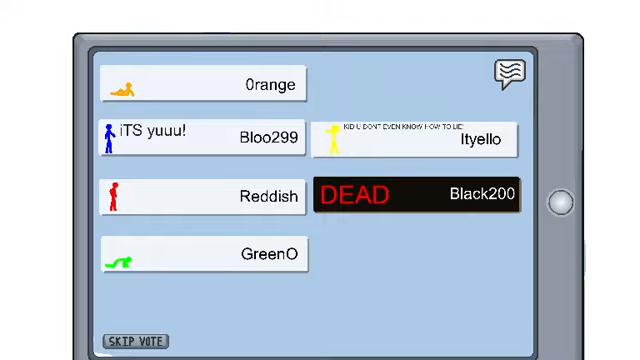 0range
iTS yuuu!
Bloo299
KID U DONT EVEN KNOW HOW TO LIE!
Ityello
Reddish
DEAD
Black200
GreenO
SKIP VOTE